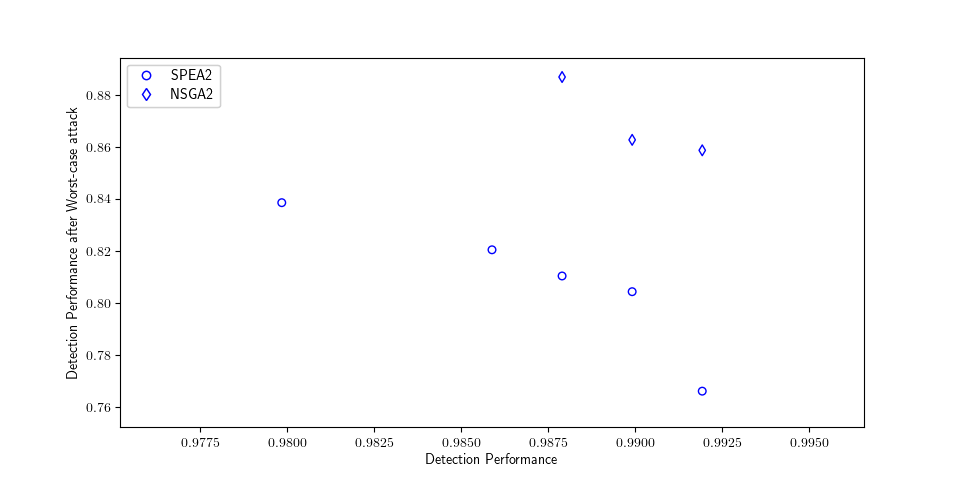 SPEA2
NSGA2
0.88
0.86
0.84
0.82
0.80
0.78
0.76
Detection Performance after Worst-case attack
0.9775 0.9800 0.9825 0.9850 0.9875 0.9900 0.9925 0.9950
Detection Performance